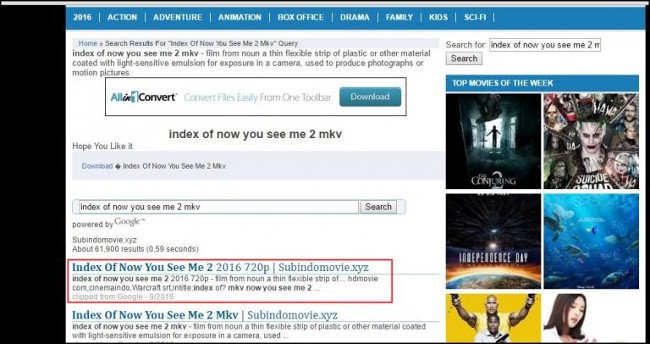 2016 | ACTION | ADVENTURE | ANIMATION | BOX OFFICE | DRAMA | FAMILY | KIDS | SCI-FI
Home » Search Results For "Index Of Now You See Me 2 Mkv" Query
index of now you see me 2 mkv - film from noun a thin flexible strip of plastic or other material
coated with light-sensitive emulsion for exposure in a camera, used to produce photographs or
motion pictures.
AllinConvert™ Convert Files Easily From One Toolbar Download
index of now you see me 2 mkv
Hope You Like it
Download � Index Of Now You See Me 2 Mkv
index of now you see me 2 mkv Search
powered by Google™
Subindomovie.xyz
About 61,900 results (0.59 seconds)
Index Of Now You See Me 2 2016 720p | Subindomovie.xyz
index of now you see me 2 2016 720p - film from noun a thin flexible strip of... hdmovie
com,cinemaindo,Warcraft srt,intitle:index of? mkv now you see me 2 ...
clipped from Google - 9/2016
Index Of Now You See Me 2 Mkv | Subindomovie.xyz
index of now you see me 2 mkv - film from noun a thin flexible strip of plastic or other material
coated with light-sensitive emulsion for exposure in a camera, used to produce photographs or
motion ...
Search for: index of now you see me 2 m
Search
TOP MOVIES OF THE WEEK
THE CONJURING 2
SUICIDE SQUAD
INDEPENDENCE DAY